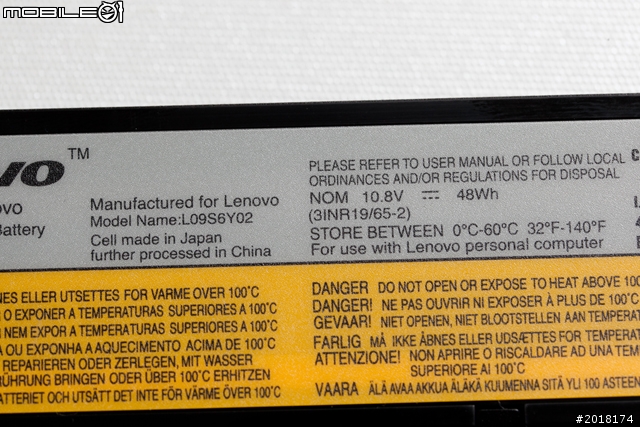 MOBILE01
TM
Manufactured for Lenovo
Model Name:L09S6Y02
Battery
Cell made in Japan
further processed in China
PLEASE REFER TO USER MANUAL OR FOLLOW LOCAL
ORDINANCES AND/OR REGULATIONS FOR DISPOSAL
NOM 10.8V ⎓ 48Wh
(3INR19/65-2)
STORE BETWEEN 0°C-60°C 32°F-140°F
For use with Lenovo personal computer
ELLER UTSETTES FOR VARME OVER 100°C
O EXPONER A TEMPERATURAS SUPERIORES A 100°C
NEM EXPOR A TEMPERATURAS SUPERIORES A 100°C
OU EXPONHA A AQUECIMENTO ACIMA DE 100°C
REPARIEREN ODER ZERLEGEN, MIT WASSER
BRINGEN ODER ÜBER 100°C ERHITZEN
OCH UTSÄTT DET INTE FÖR VÄRME ÖVER 100°C
DANGER DO NOT OPEN OR EXPOSE TO HEAT ABOVE 100
DANGER! NE PAS OUVRIR NI EXPOSER À PLUS DE 100°C
GEVAAR! NIET OPENEN, NIET BLOOTSTELLEN AAN
FARLIG MÅ IKKE ÅBNES ELLER UDSÆTTES FOR
ATTENZIONE! NON APRIRE O RISCALDARE AD UNA
SUPERIORE AI 100°C
VAARA ÄLÄ AVAA AKKUA ÄLÄKÄ KUUMENNA SITÄ YLI 100 ASTEEN
#2018174